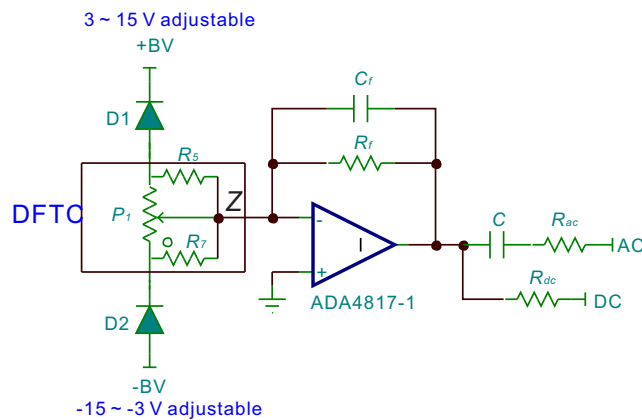 3 ~ 15 V adjustable
+BV
D1
DFTC
R5
P1
R7
Z
Cf
Rf
-
+
I
ADA4817-1
C
Rac
AC
Rdc
DC
D2
-BV
-15 ~ -3 V adjustable